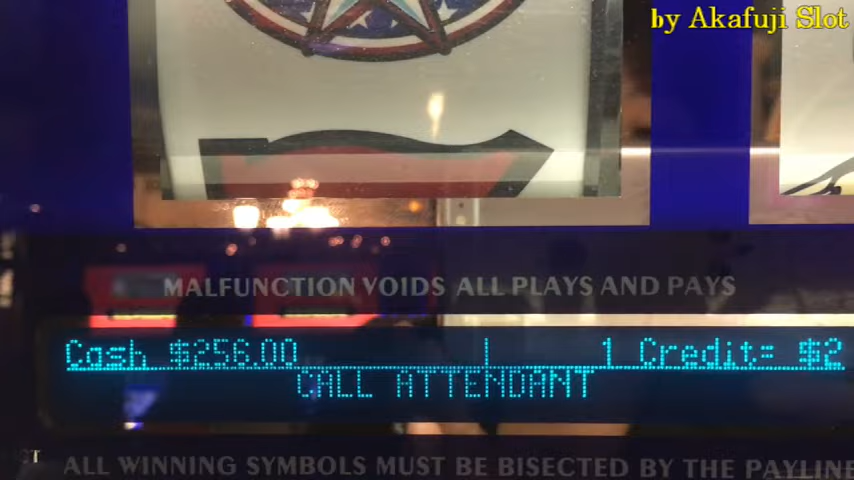 by Akafuji Slot
MALFUNCTION VOIDS ALL PLAYS AND PAYS
Cash $256.00 1 Credit= $2
CALL ATTENDANT
ALL WINNING SYMBOLS MUST BE BISECTED BY THE PAYLINE